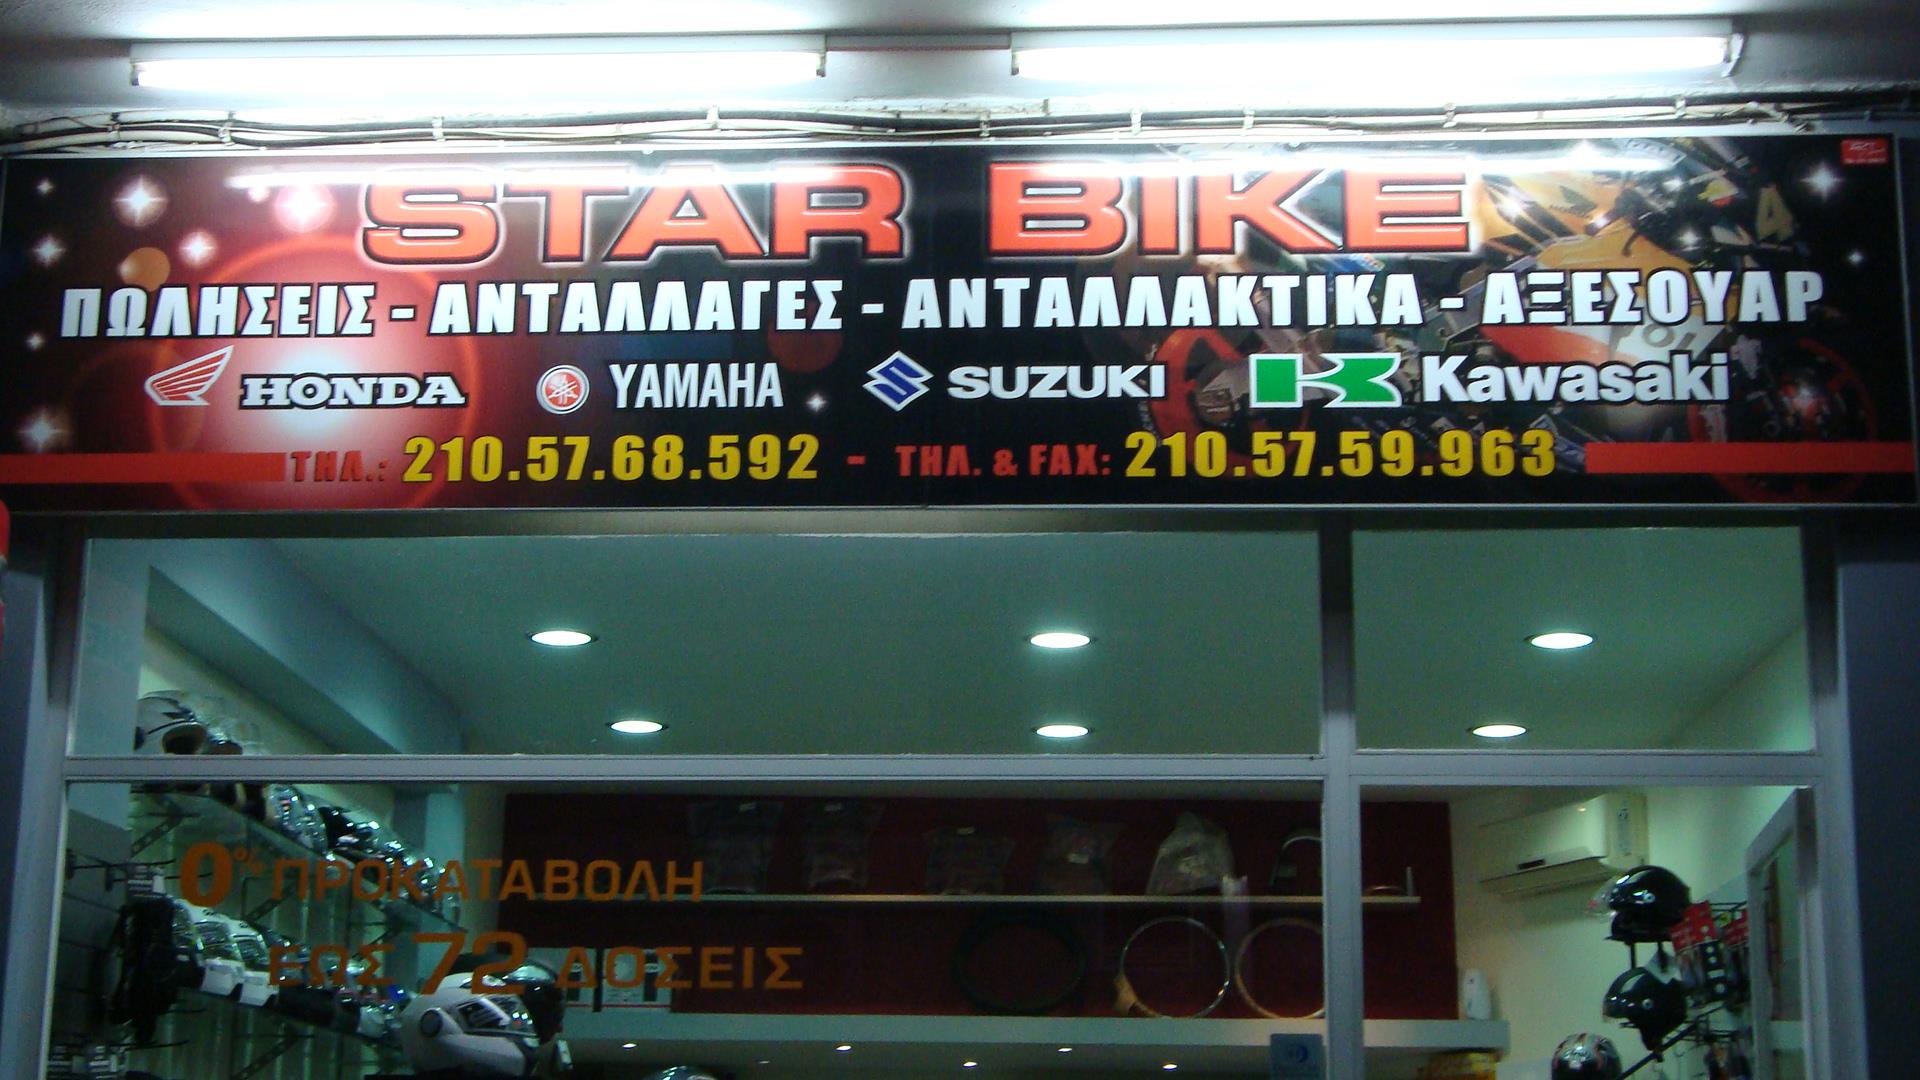 STAR BIKE
ΠΩΛΗΣΕΙΣ - ΑΝΤΑΛΛΑΓΕΣ - ΑΝΤΑΛΛΑΚΤΙΚΑ - ΑΞΕΣΟΥΑΡ
HONDA YAMAHA SUZUKI Kawasaki
ΤΗΛ.: 210.57.68.592 - ΤΗΛ. & FAX: 210.57.59.963
0% ΠΡΟΚΑΤΑΒΟΛΗ
ΕΩΣ 72 ΔΟΣΕΙΣ